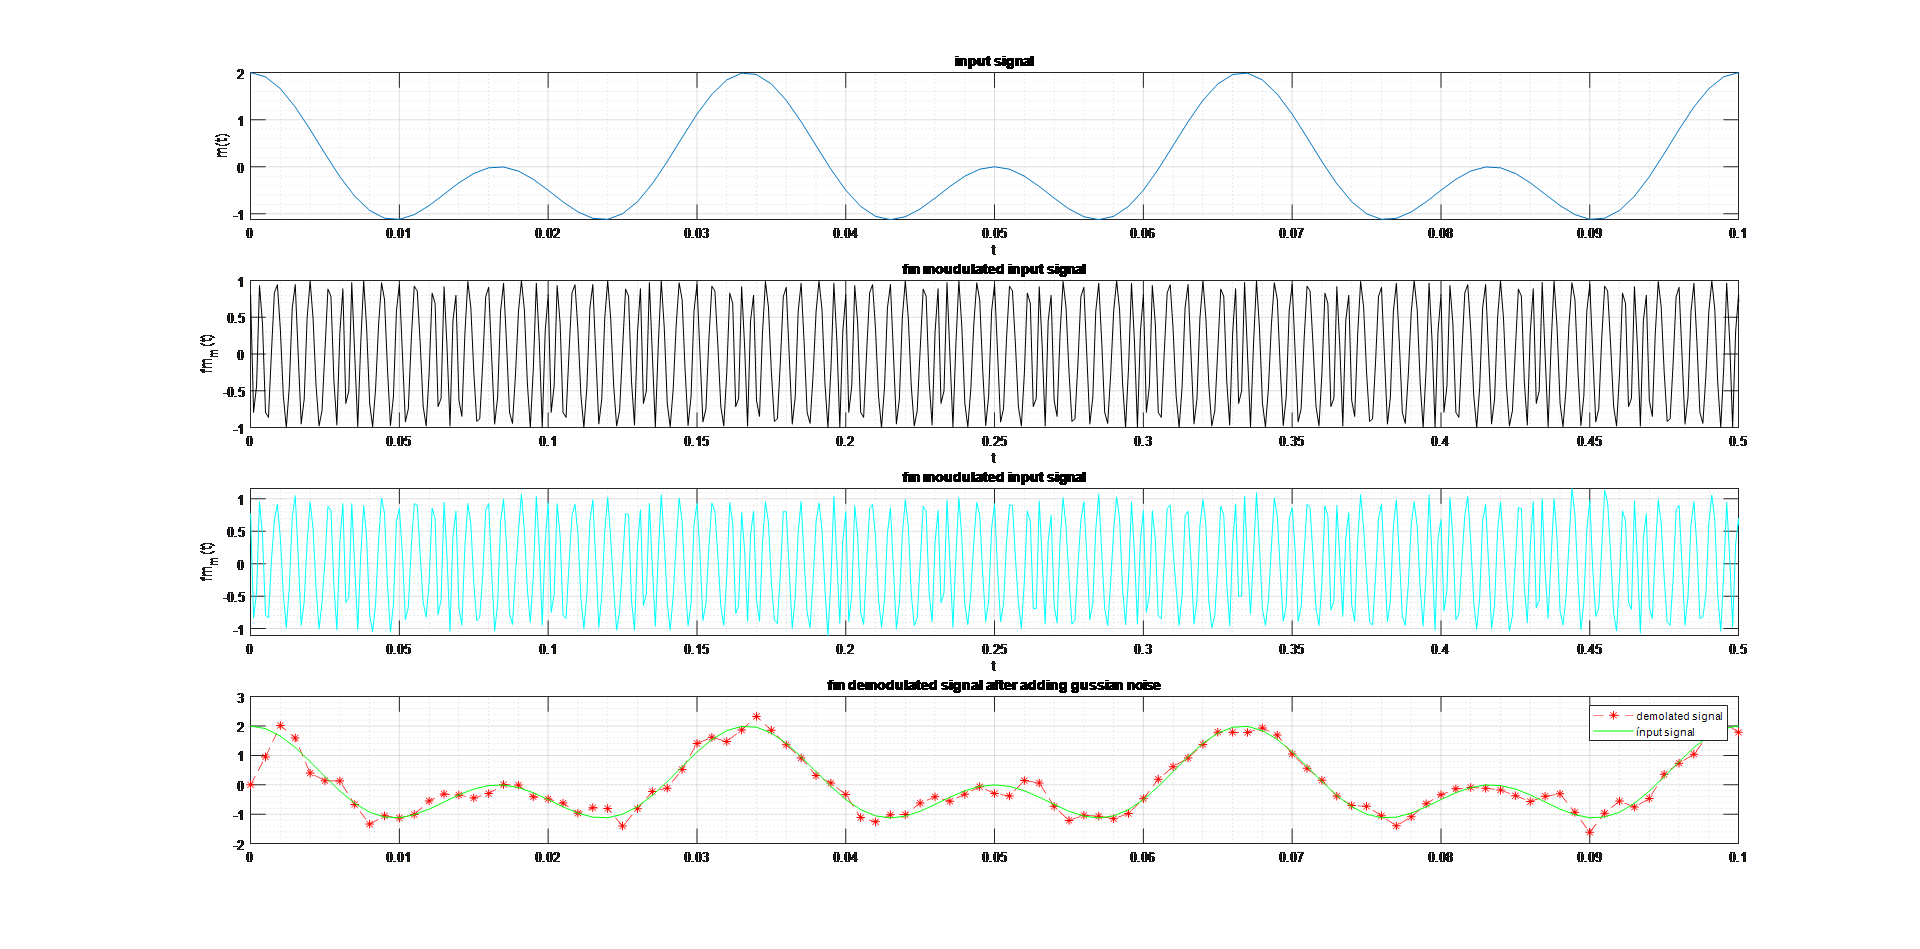 input signal
2
1
0
-1
m(t)
0 0.01 0.02 0.03 0.04 0.05 0.06 0.07 0.08 0.09 0.1
t
fm moudulated input signal
1
0.5
0
-0.5
-1
fm_m (t)
0 0.05 0.1 0.15 0.2 0.25 0.3 0.35 0.4 0.45 0.5
t
fm moudulated input signal
1
0.5
0
-0.5
-1
fm_m (t)
0 0.05 0.1 0.15 0.2 0.25 0.3 0.35 0.4 0.45 0.5
t
fm demodulated signal after adding gussian noise
3
2
1
0
-1
-2
demolated signal
input signal
0 0.01 0.02 0.03 0.04 0.05 0.06 0.07 0.08 0.09 0.1